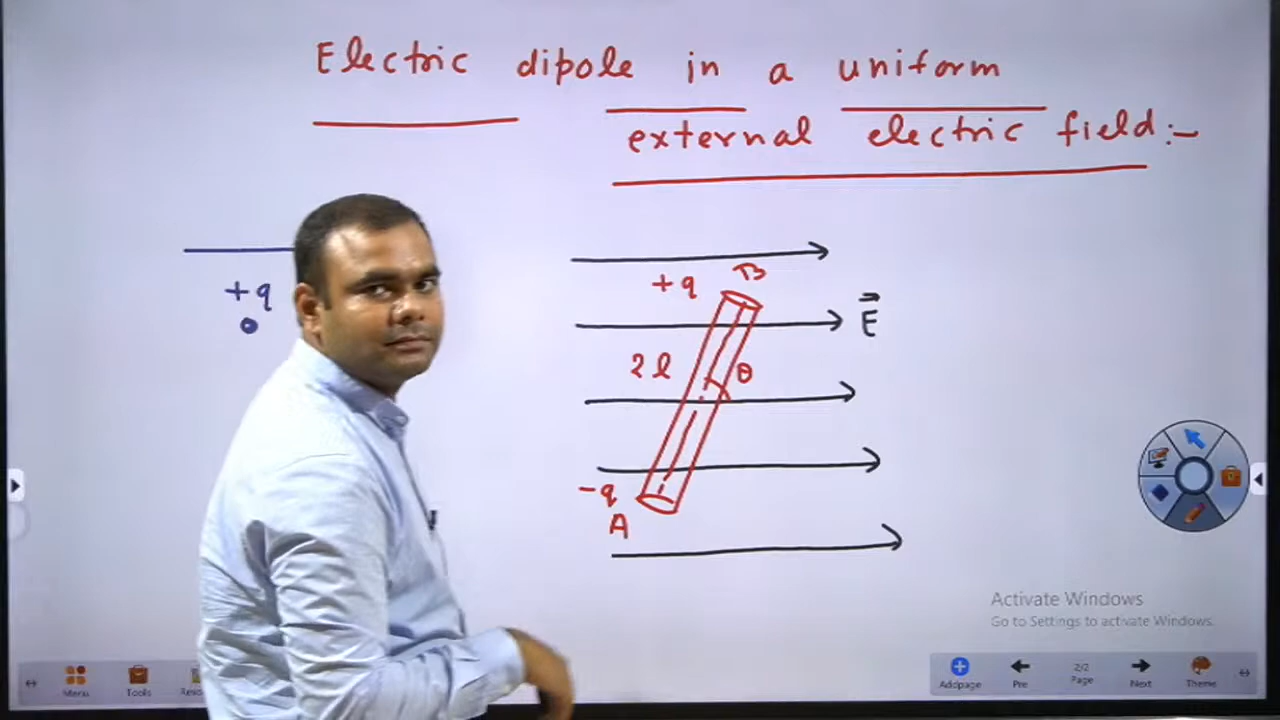 Electric dipole in a uniform
external electric field:-
+q
+q B
E
2l
θ
-q
A
Activate Windows
Go to Settings to activate Windows.
Menu
Tools
Addpage
Pre
2/2
Page
Next
Theme